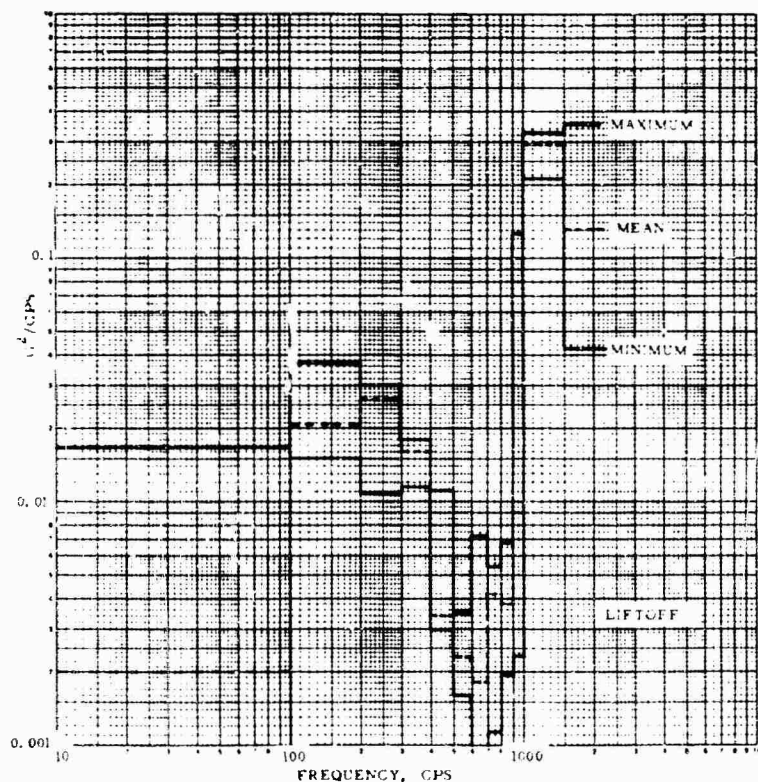 MAXIMUM
0.1
MEAN
MINIMUM
0.01
LIFTOFF
0.001
10
100
1000
FREQUENCY, CPS